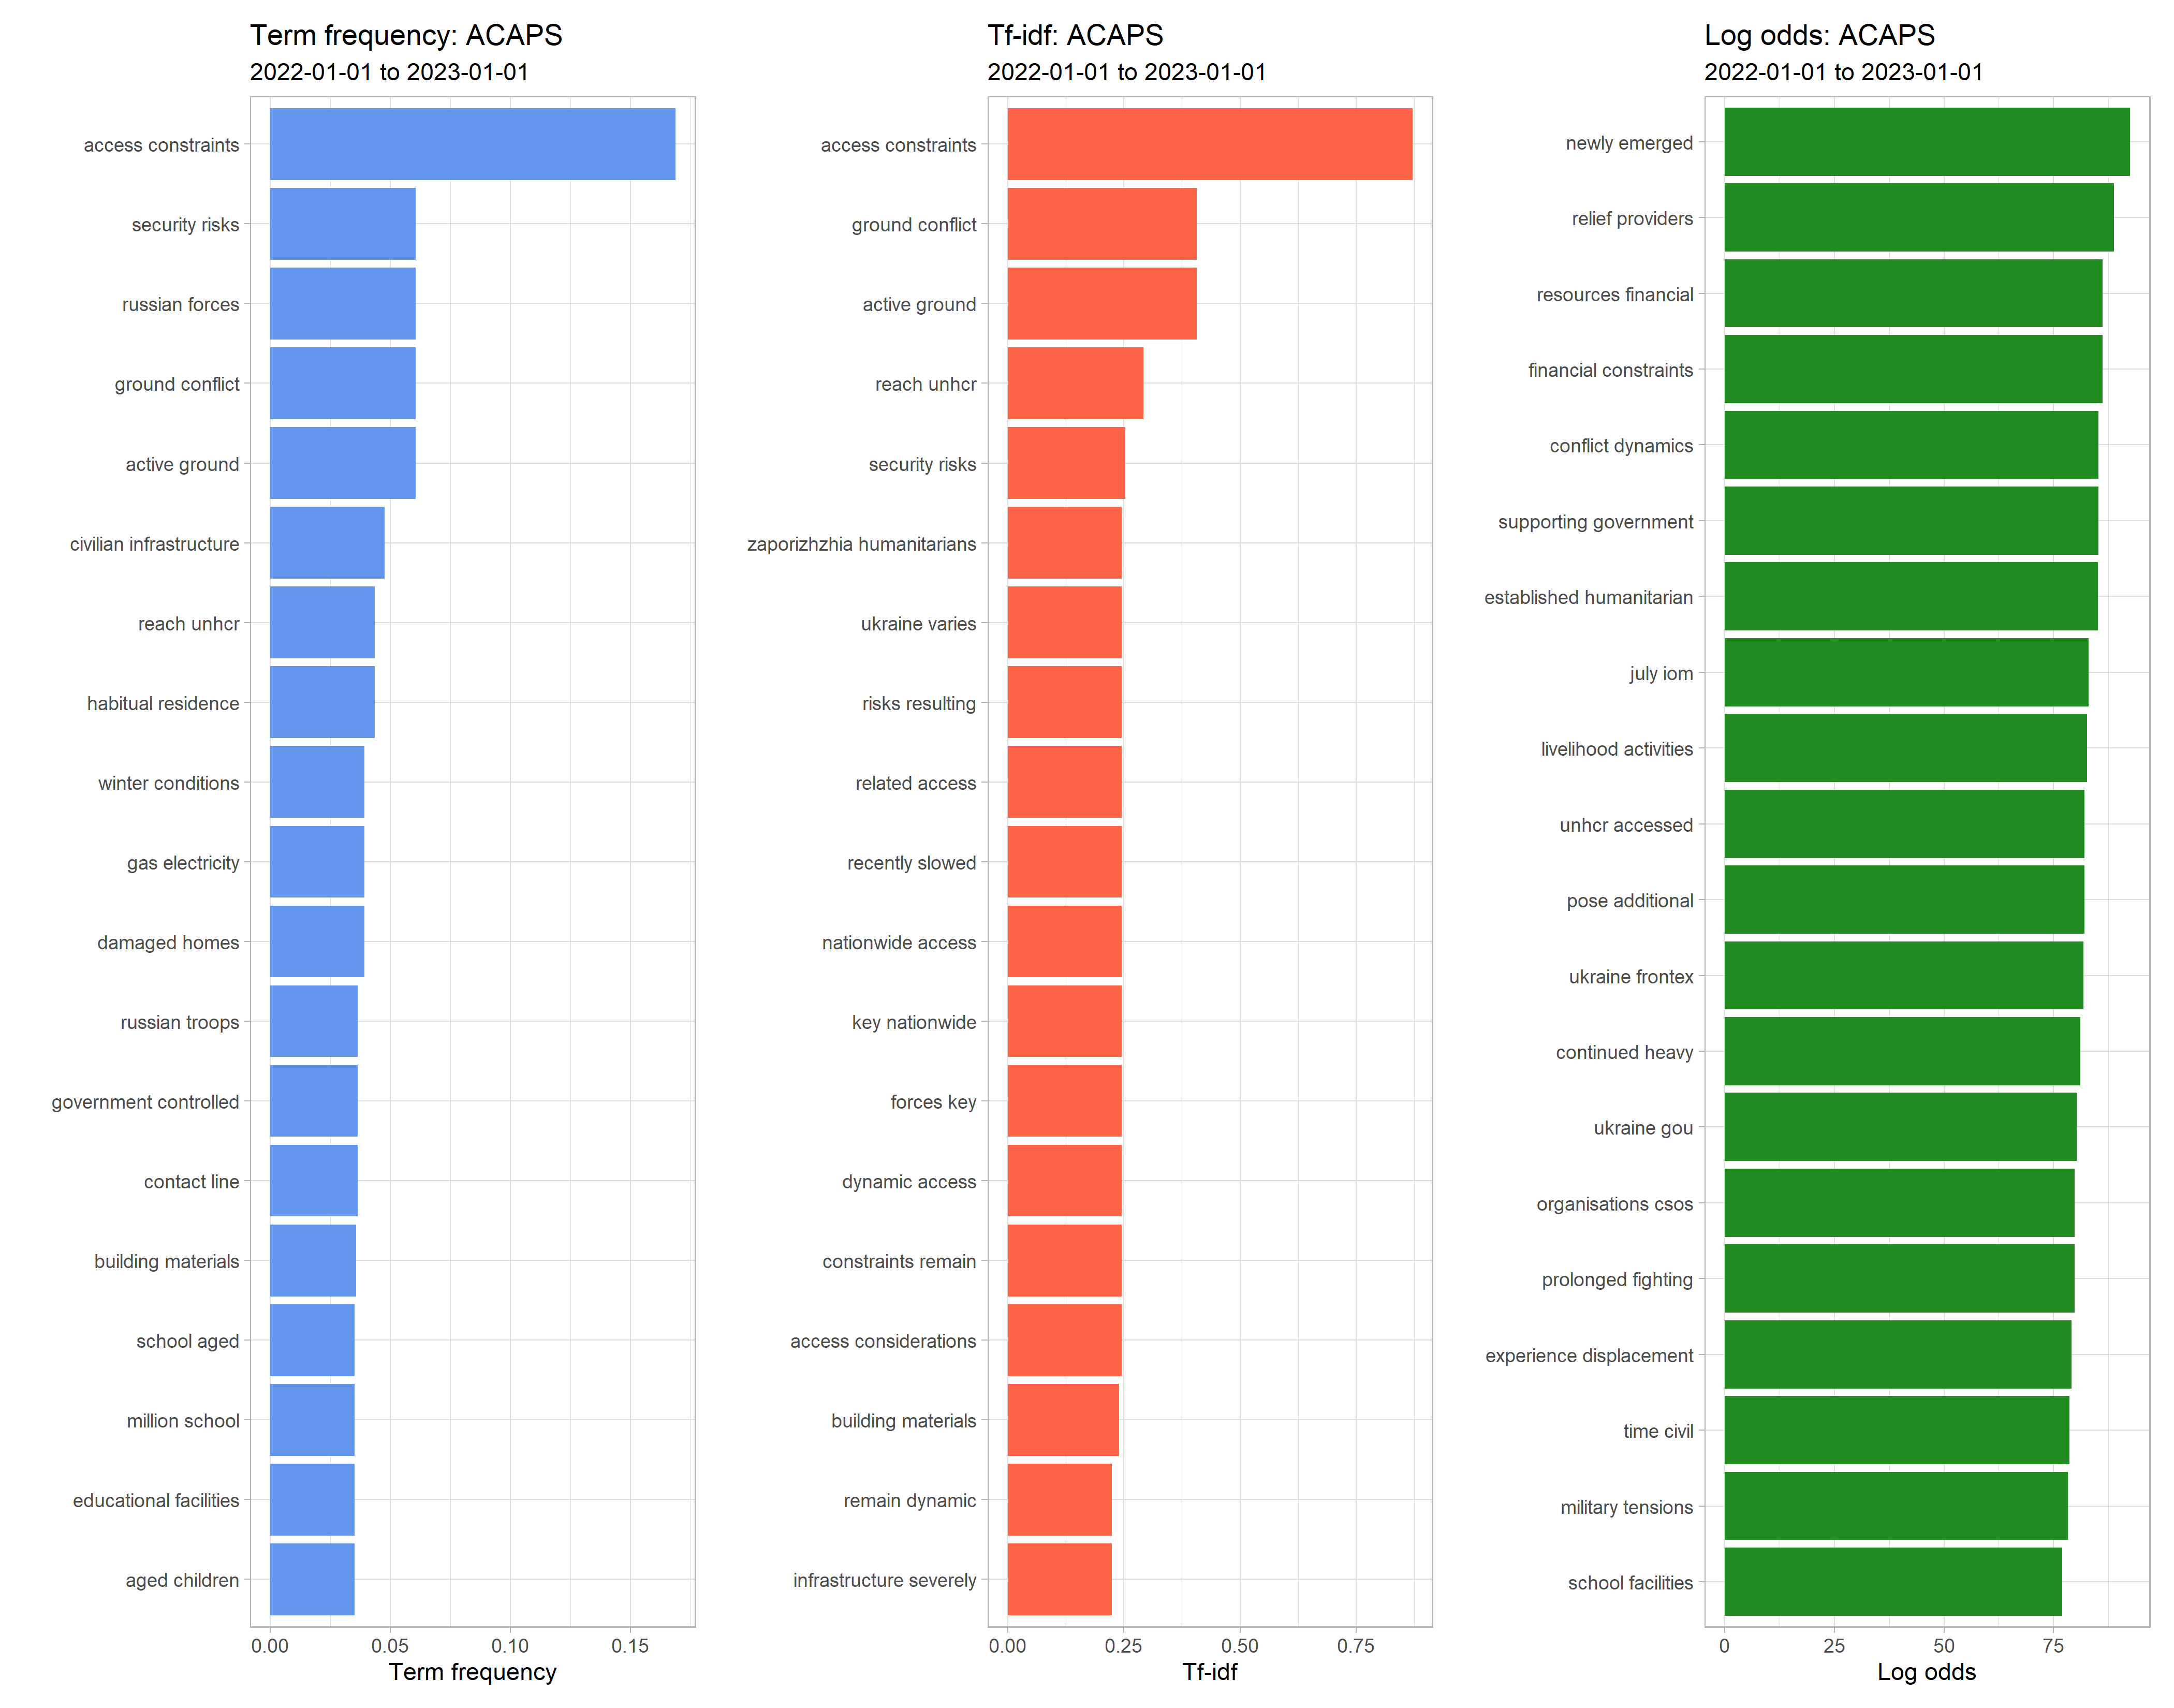 Term frequency: ACAPS
2022-01-01 to 2023-01-01
access constraints
security risks
russian forces
ground conflict
active ground
civilian infrastructure
reach unhcr
habitual residence
winter conditions
gas electricity
damaged homes
russian troops
government controlled
contact line
building materials
school aged
million school
educational facilities
aged children
0.00 0.05 0.10 0.15
Term frequency
Tf-idf: ACAPS
2022-01-01 to 2023-01-01
access constraints
ground conflict
active ground
reach unhcr
security risks
zaporizhzhia humanitarians
ukraine varies
risks resulting
related access
recently slowed
nationwide access
key nationwide
forces key
dynamic access
constraints remain
access considerations
building materials
remain dynamic
infrastructure severely
0.00 0.25 0.50 0.75
Tf-idf
Log odds: ACAPS
2022-01-01 to 2023-01-01
newly emerged
relief providers
resources financial
financial constraints
conflict dynamics
supporting government
established humanitarian
july iom
livelihood activities
unhcr accessed
pose additional
ukraine frontex
continued heavy
ukraine gou
organisations csos
prolonged fighting
experience displacement
time civil
military tensions
school facilities
0 25 50 75
Log odds